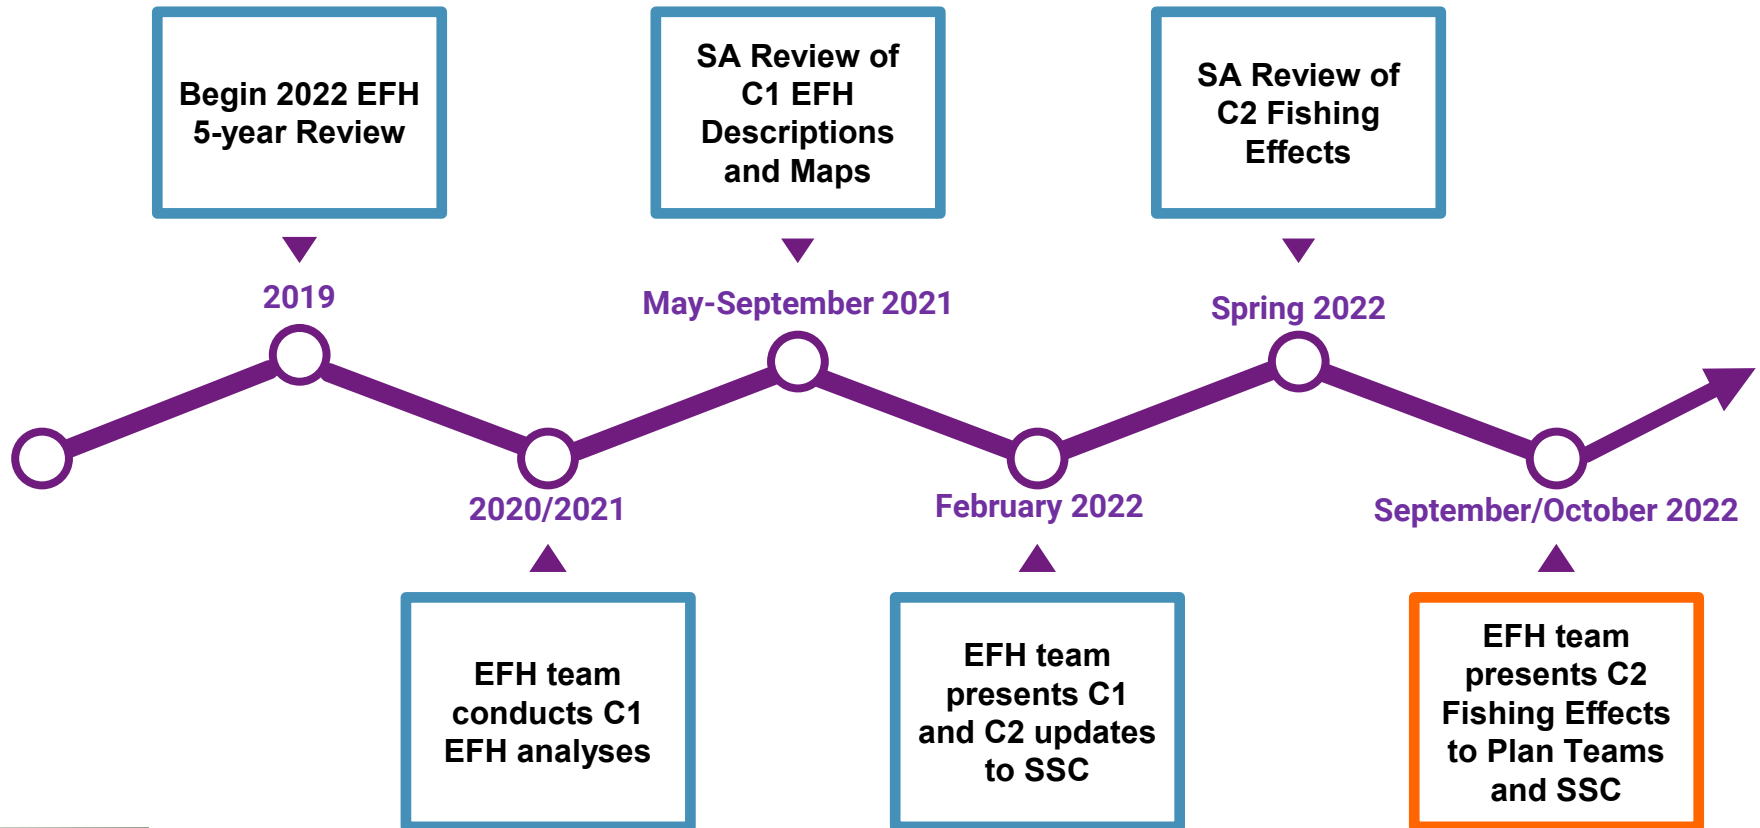 Begin 2022 EFH
5-year Review
2019
EFH team
conducts C1
EFH analyses
2020/2021
SA Review of
C1 EFH
Descriptions
and Maps
May-September 2021
EFH team
presents C1
and C2 updates
to SSC
February 2022
SA Review of
C2 Fishing
Effects
Spring 2022
EFH team
presents C2
Fishing Effects
to Plan Teams
and SSC
September/October 2022